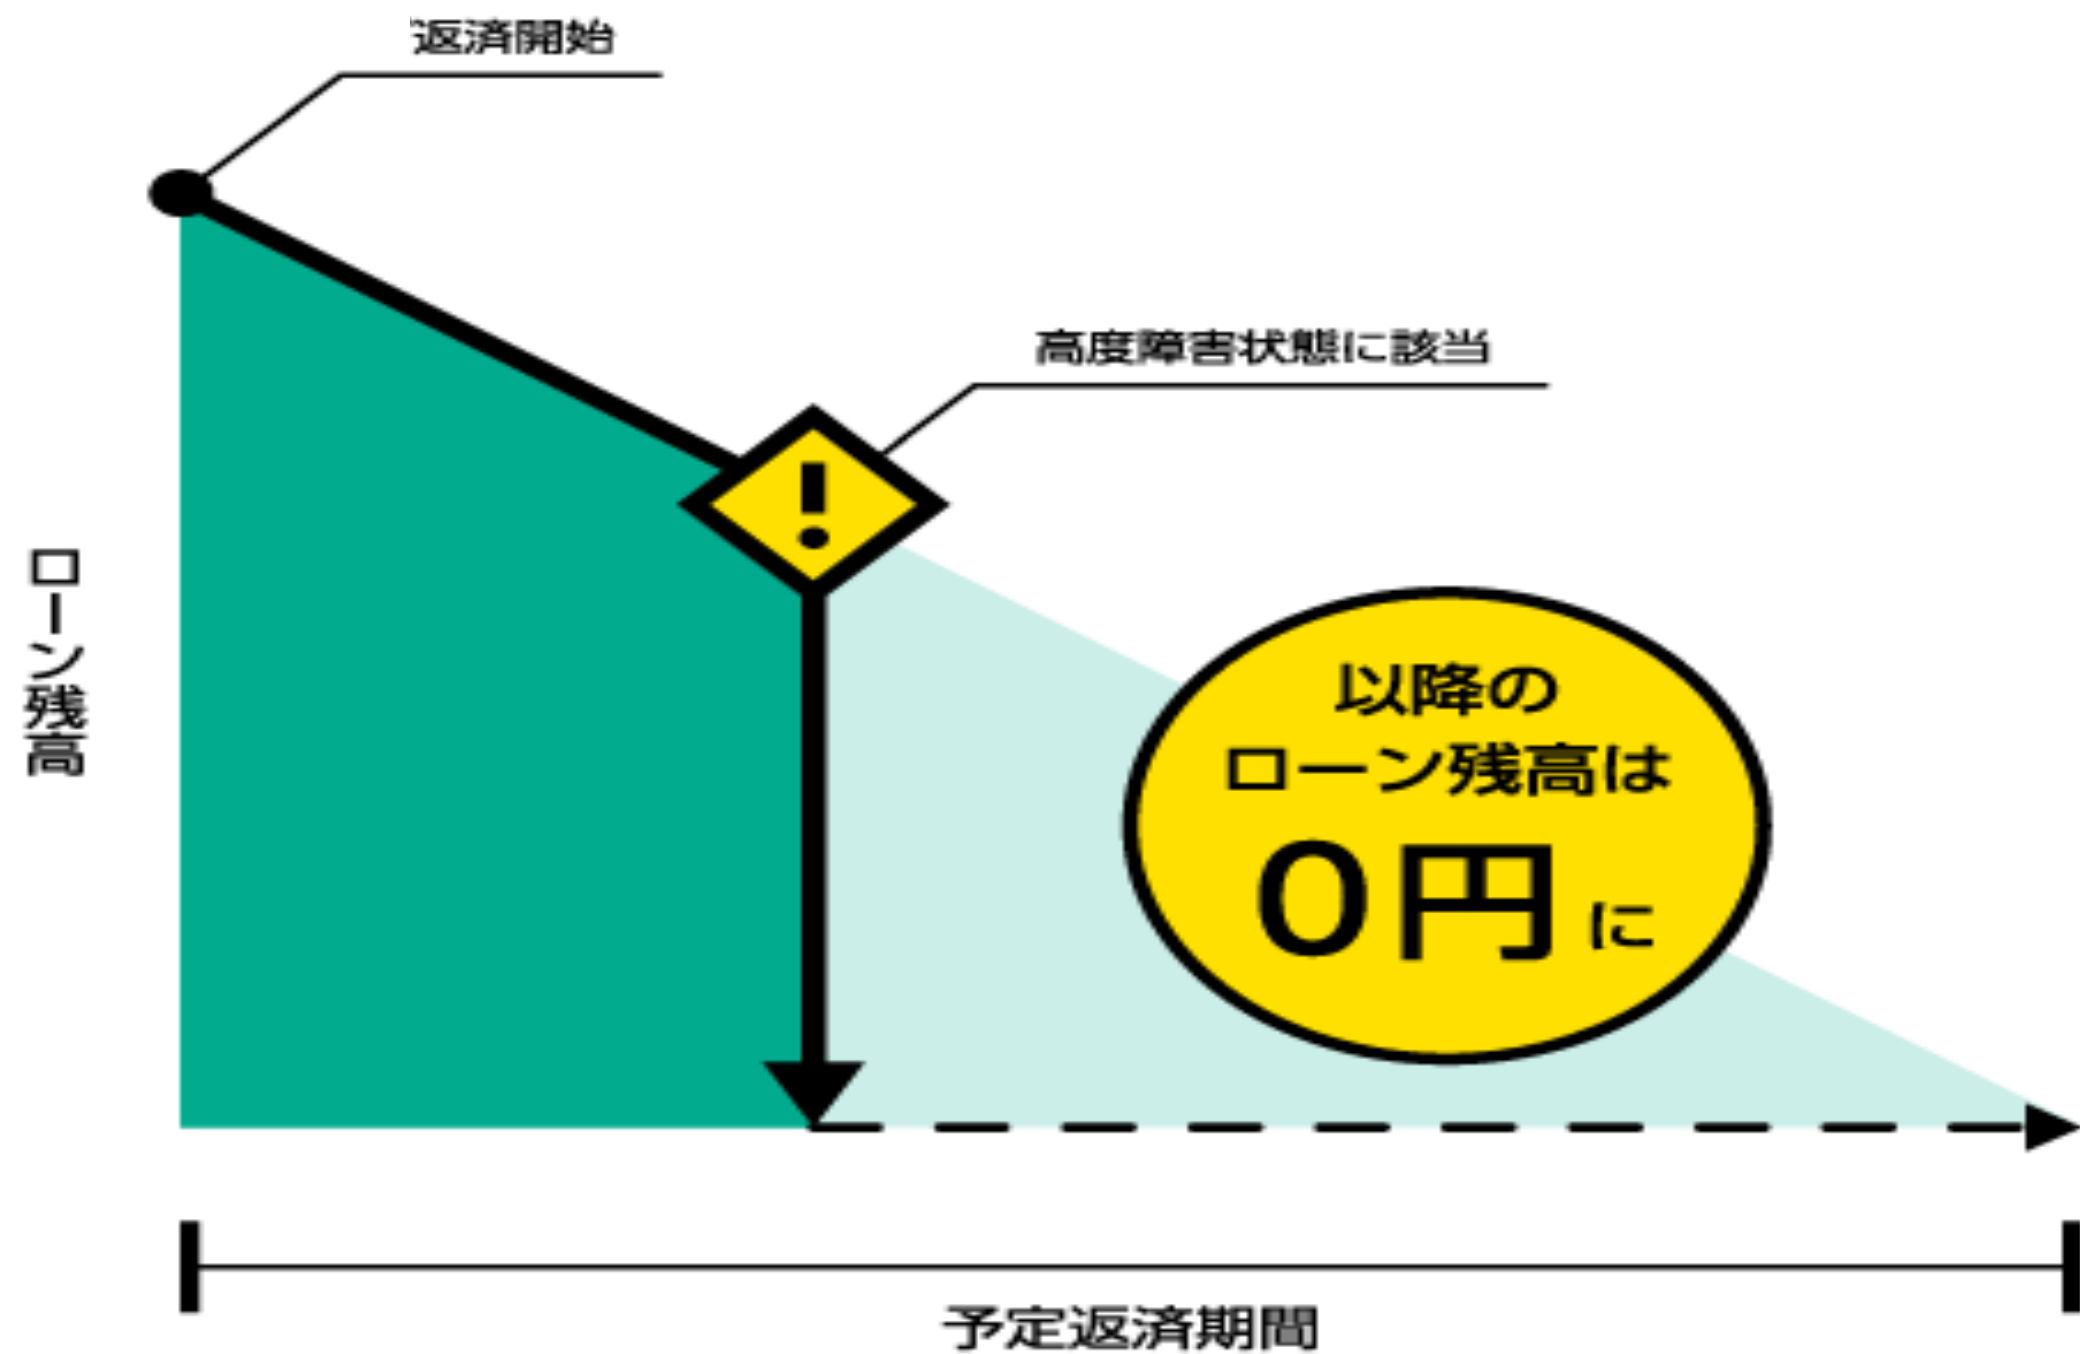 返済開始
高度障害状態に該当
ローン残高
以降の
ローン残高は
0円に
予定返済期間